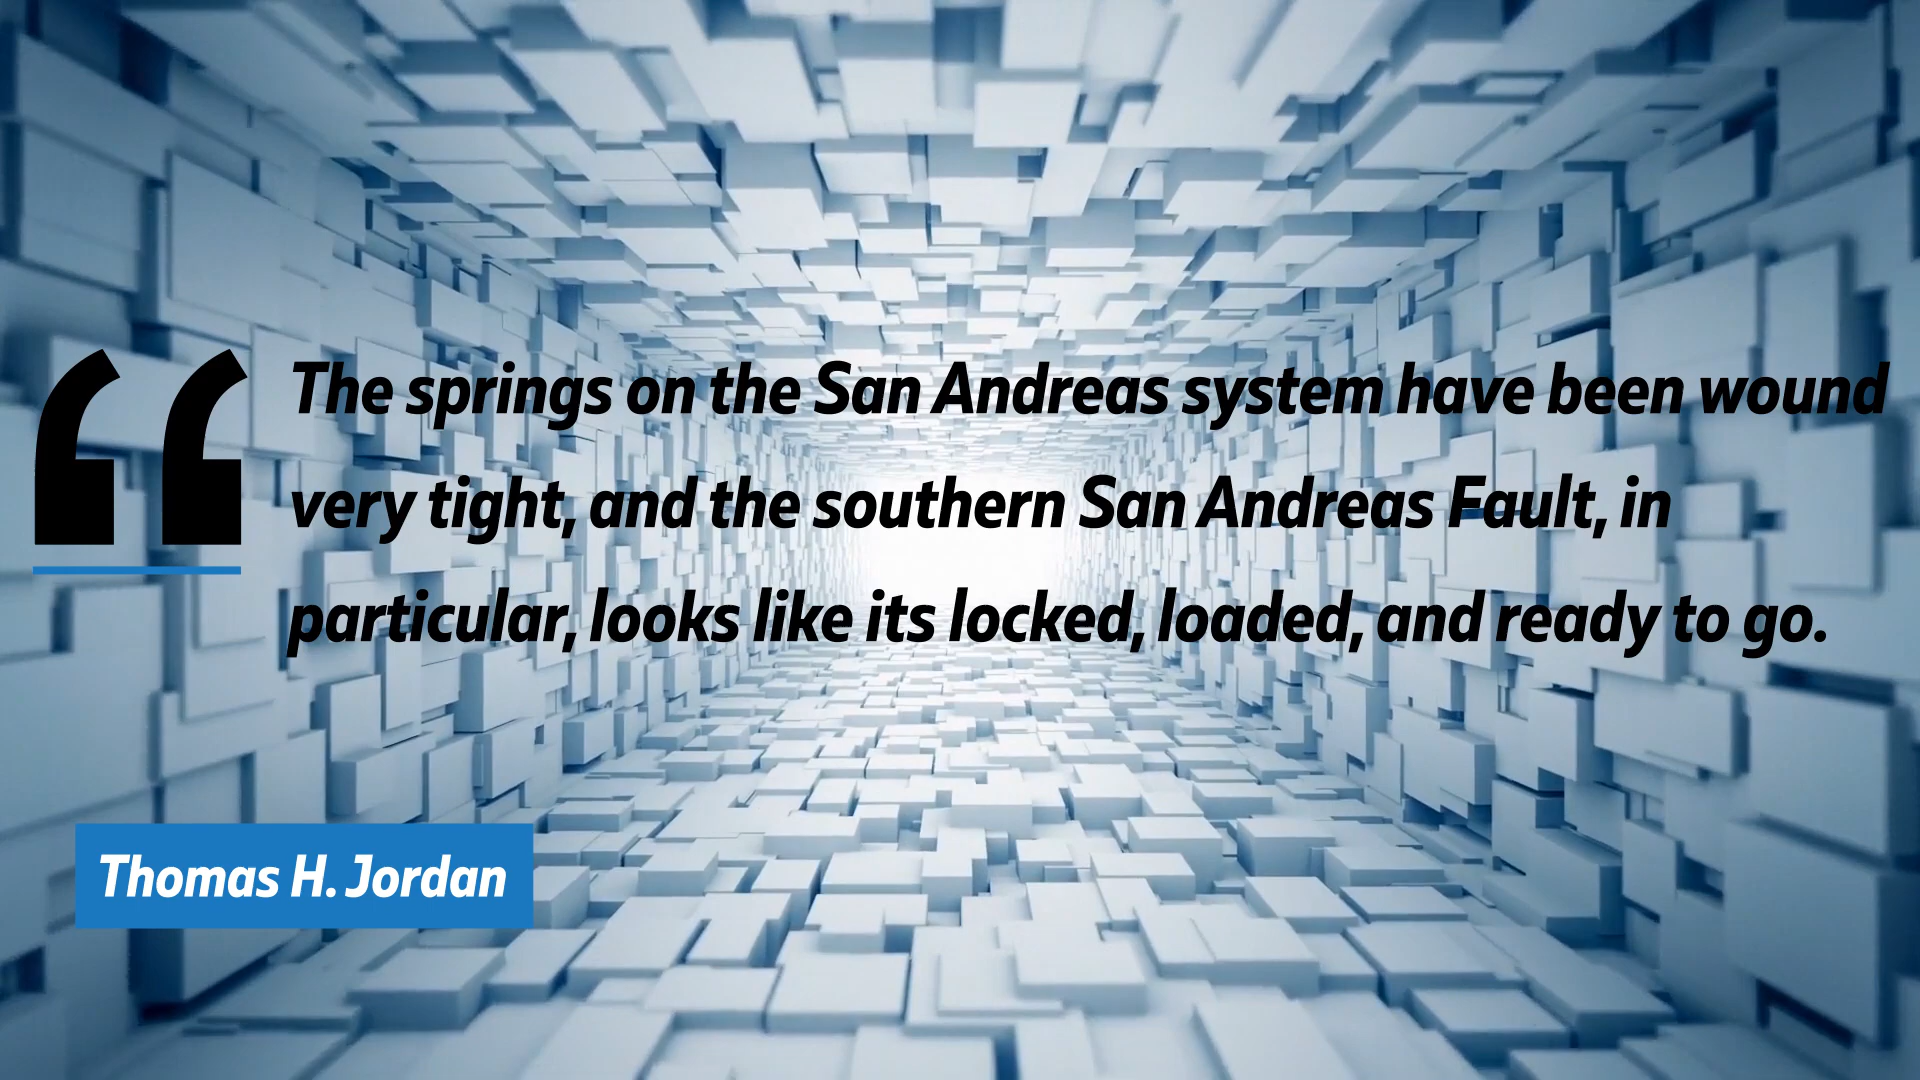 “
The springs on the San Andreas system have been wound
very tight, and the southern San Andreas Fault, in
particular, looks like its locked, loaded, and ready to go.
Thomas H. Jordan